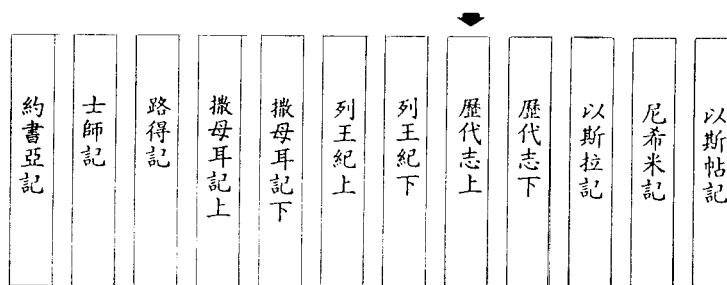 約書亞記
士師記
路得記
撒母耳記上
撒母耳記下
列王紀上
列王紀下
歷代志上
歷代志下
以斯拉記
尼希米記
以斯帖記